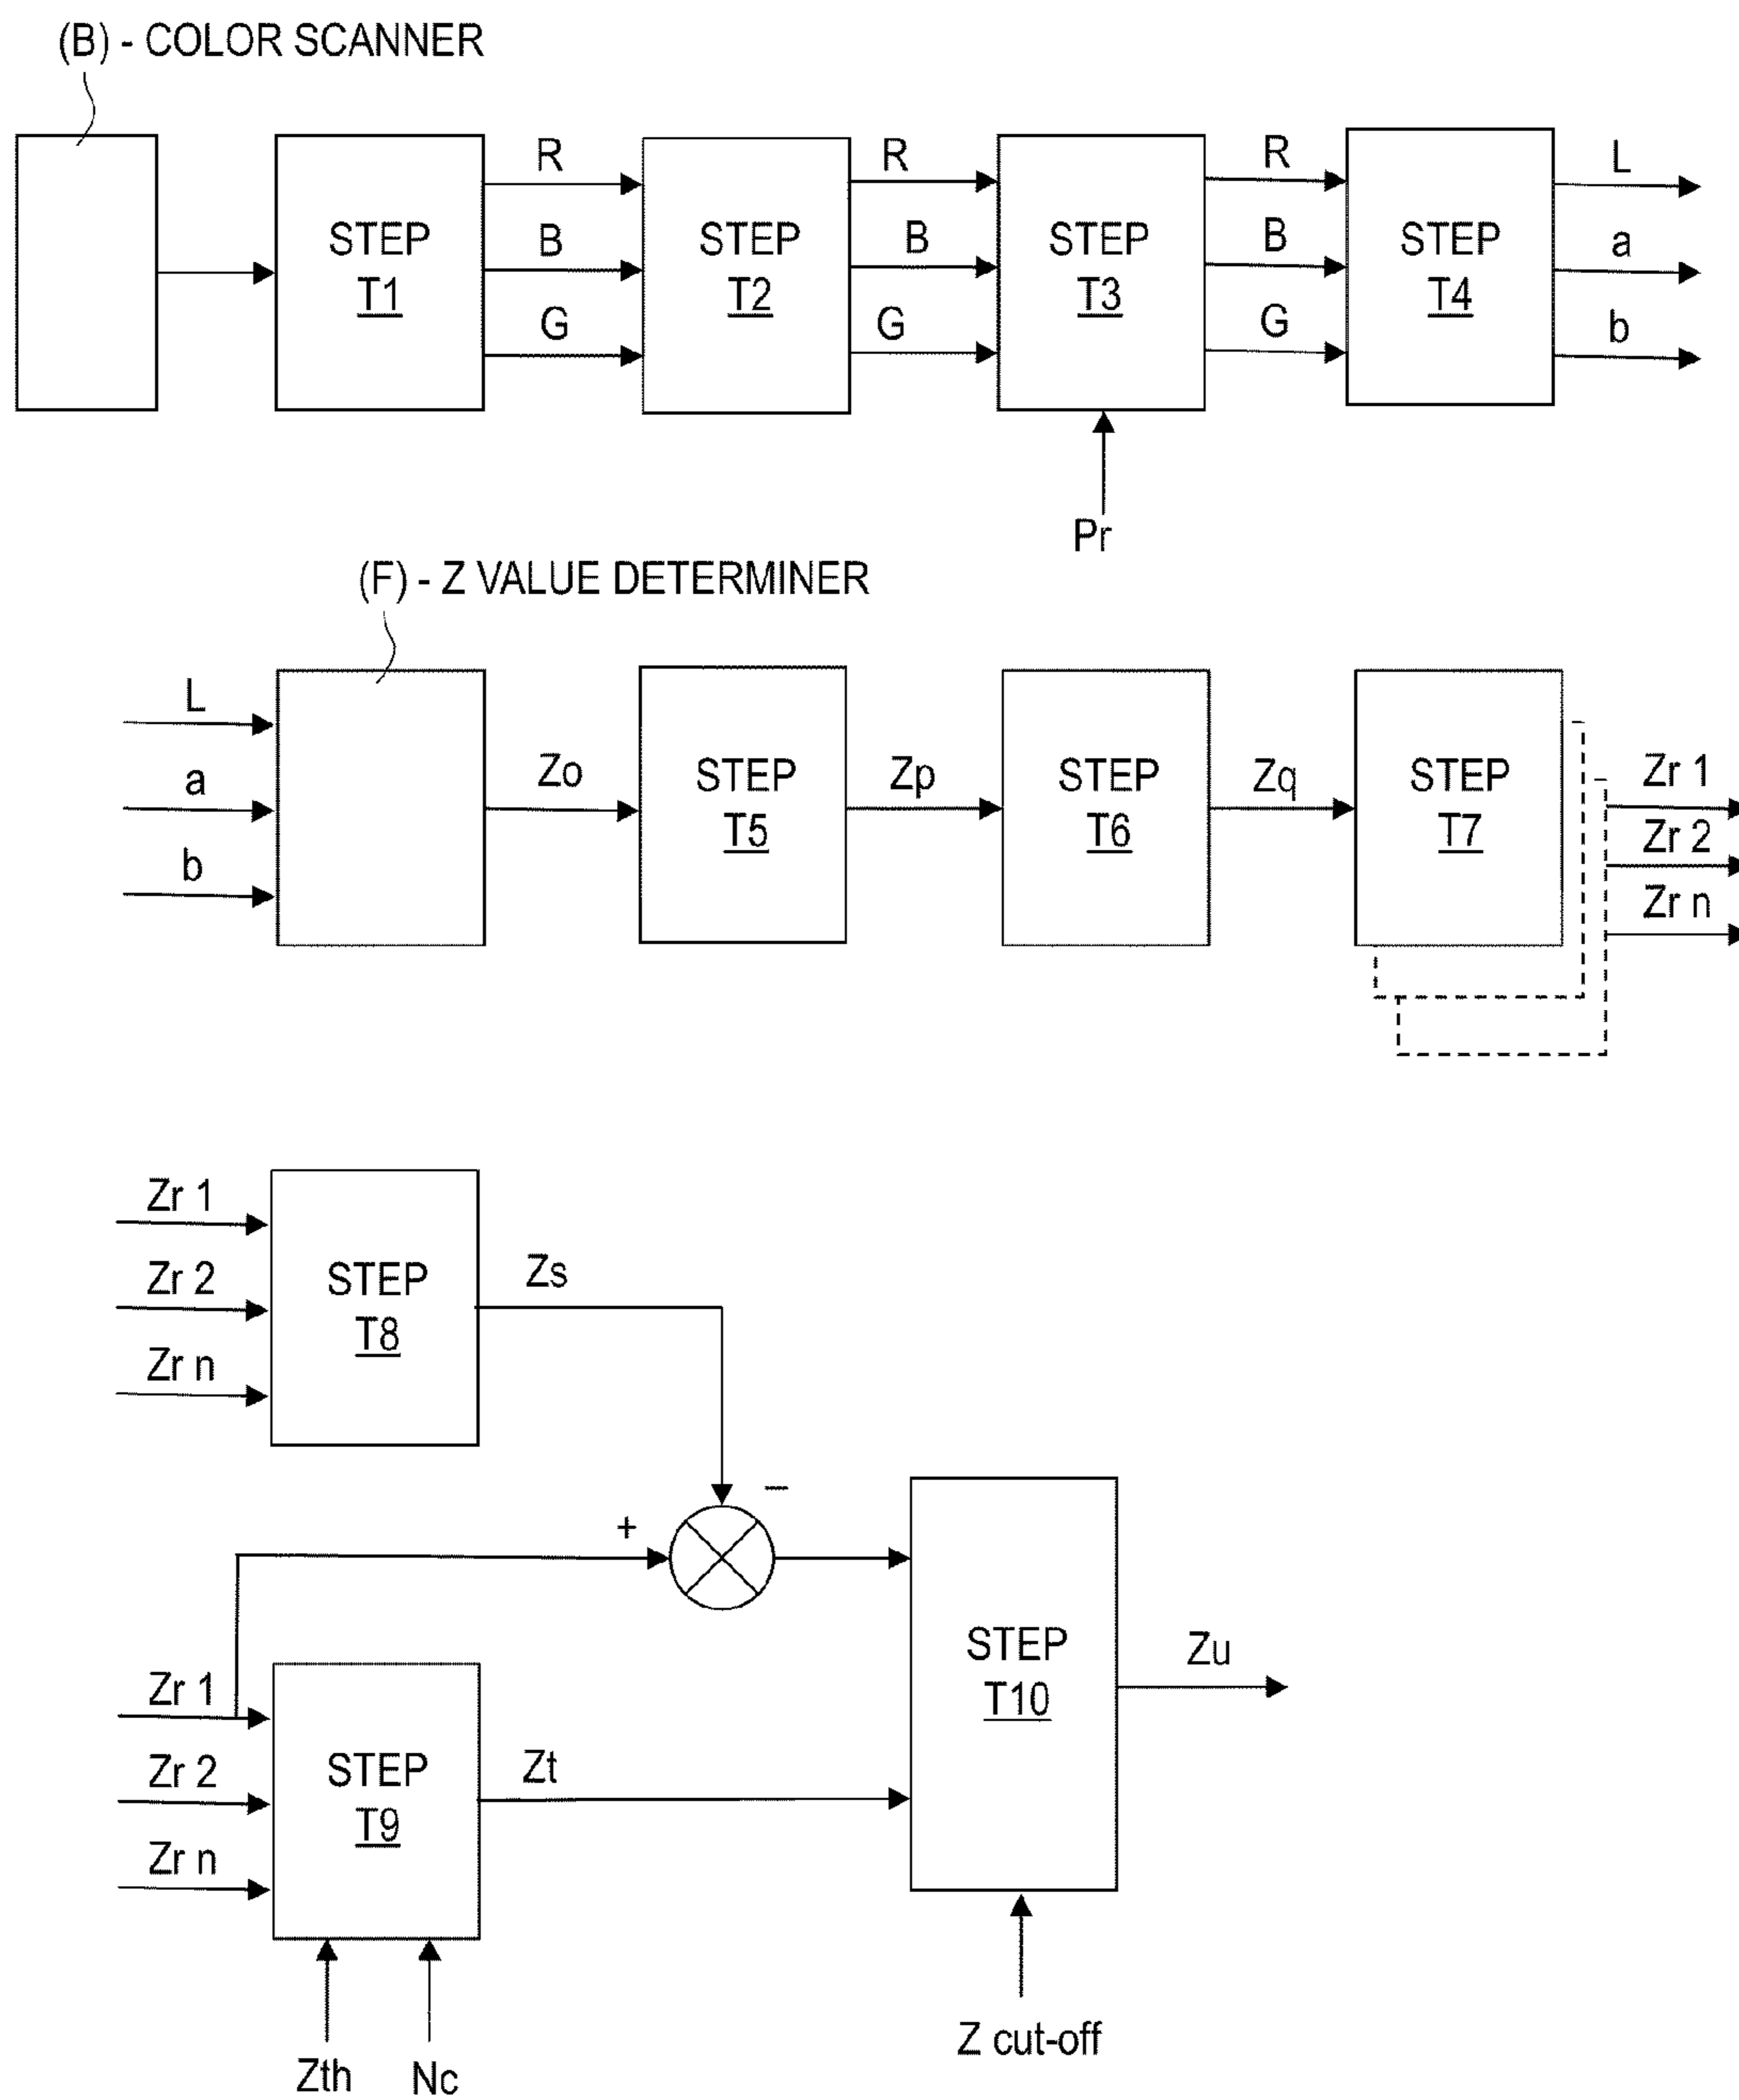 (B) - COLOR SCANNER
R
R
R
L
STEP
T1
B
STEP
T2
B
STEP
T3
B
STEP
T4
a
G
G
G
b
Pr
(F) - Z VALUE DETERMINER
L
a
b
Zo
STEP
T5
Zp
STEP
T6
Zq
STEP
T7
Zr 1
Zr 2
Zr n
Zr 1
Zr 2
Zr n
STEP
T8
Zs
–
+
Zr 1
Zr 2
Zr n
STEP
T9
Zt
STEP
T10
Zu
Zth
Nc
Z cut-off